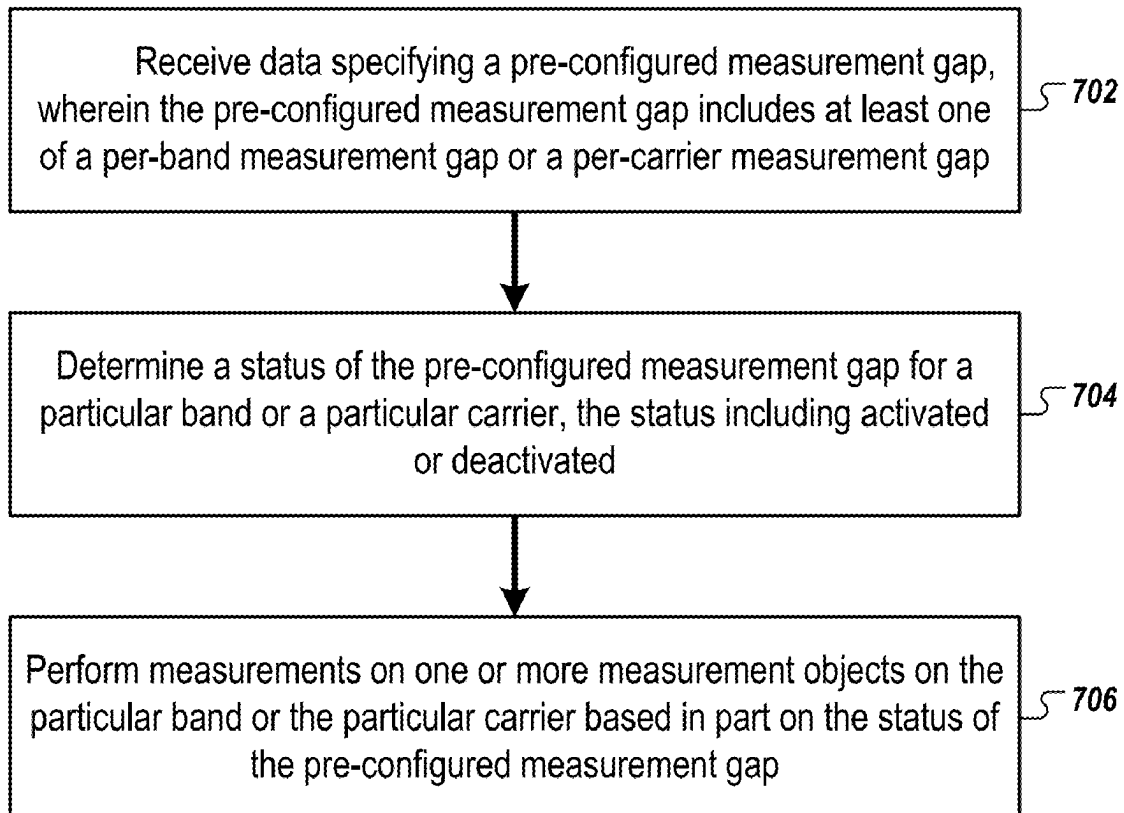 Receive data specifying a pre-configured measurement gap,
wherein the pre-configured measurement gap includes at least one
of a per-band measurement gap or a per-carrier measurement gap
702
Determine a status of the pre-configured measurement gap for a
particular band or a particular carrier, the status including activated
or deactivated
704
Perform measurements on one or more measurement objects on the
particular band or the particular carrier based in part on the status of
the pre-configured measurement gap
706